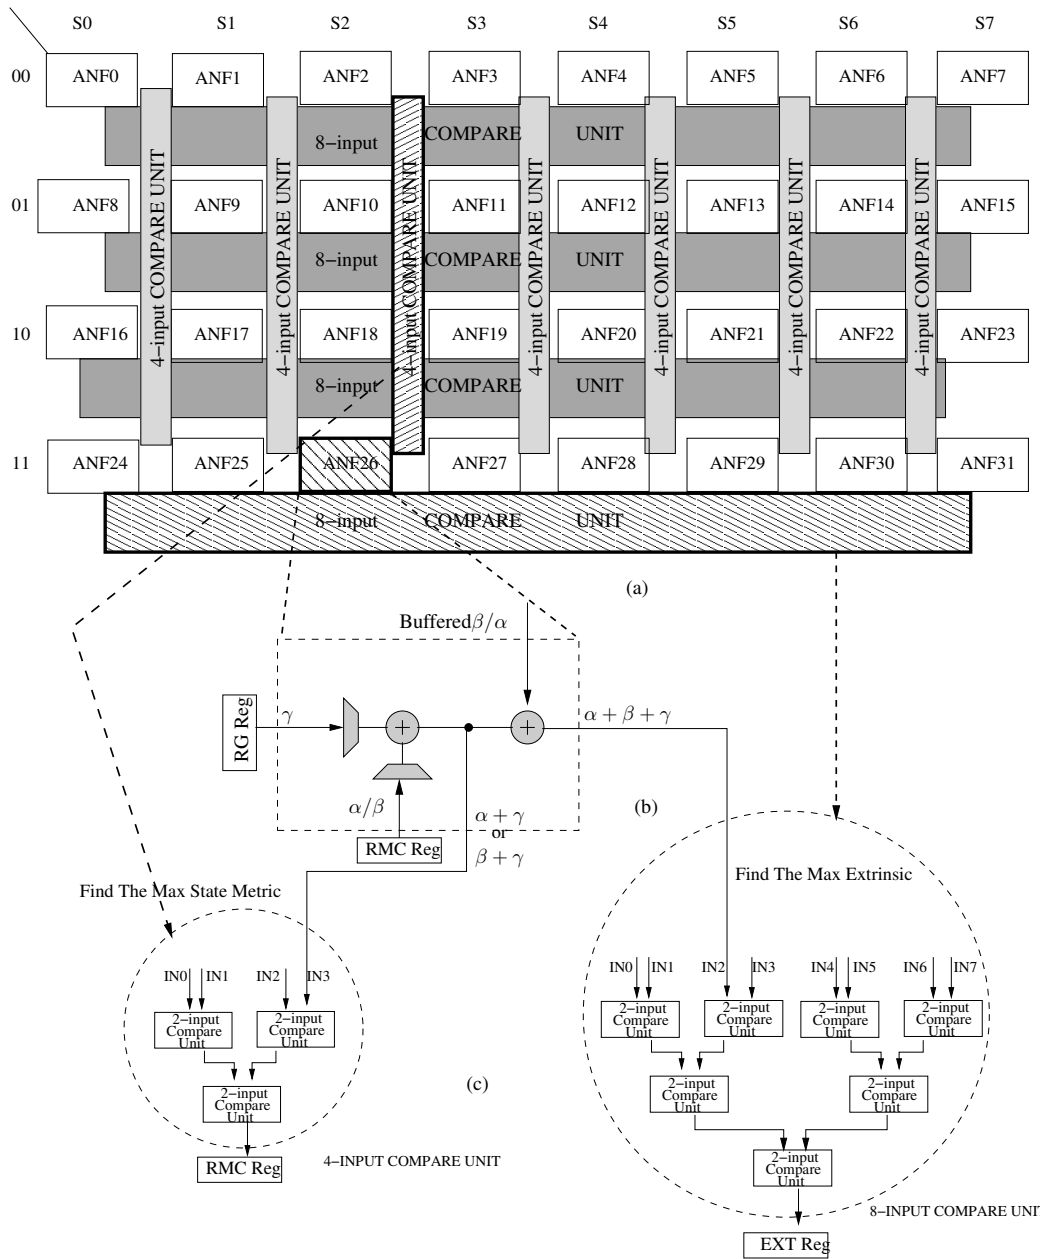 S0 S1 S2 S3 S4 S5 S6 S7
00 ANF0 ANF1 ANF2 ANF3 ANF4 ANF5 ANF6 ANF7
8−input COMPARE UNIT
01 ANF8 ANF9 ANF10 ANF11 ANF12 ANF13 ANF14 ANF15
8−input COMPARE UNIT
10 ANF16 ANF17 ANF18 ANF19 ANF20 ANF21 ANF22 ANF23
8−input COMPARE UNIT
11 ANF24 ANF25 ANF26 ANF27 ANF28 ANF29 ANF30 ANF31
8−input COMPARE UNIT
4-input COMPARE UNIT
4-input COMPARE UNIT
4-input COMPARE UNIT
4-input COMPARE UNIT
4-input COMPARE UNIT
4-input COMPARE UNIT
4-input COMPARE UNIT
(a)
Buffered β/α
RG Reg
γ
α + β + γ
α/β
α + γ
or
β + γ
RMC Reg
(b)
Find The Max State Metric
IN0 IN1 IN2 IN3
2−input
Compare
Unit
2−input
Compare
Unit
2−input
Compare
Unit
RMC Reg
4−INPUT COMPARE UNIT
(c)
Find The Max Extrinsic
IN0 IN1 IN2 IN3 IN4 IN5 IN6 IN7
2−input
Compare
Unit
2−input
Compare
Unit
2−input
Compare
Unit
2−input
Compare
Unit
2−input
Compare
Unit
2−input
Compare
Unit
2−input
Compare
Unit
8−INPUT COMPARE UNIT
EXT Reg